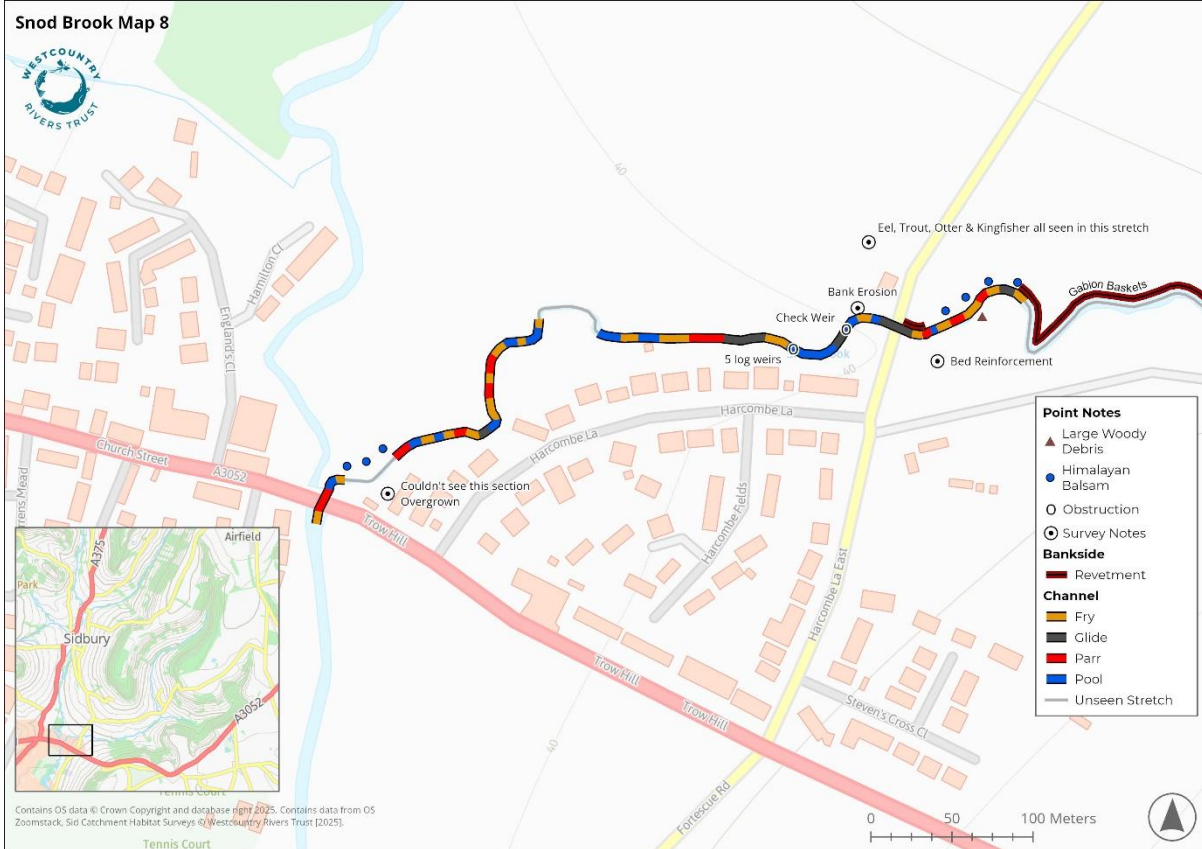 Snod Brook Map 8
WESTCOUNTRY
RIVERS TRUST
40
Eel, Trout, Otter & Kingfisher all seen in this stretch
Hamilton Cl
England's Cl
Bank Erosion
Gabion Baskets
Check Weir
5 log weirs
40
Bed Reinforcement
Harcombe La
Harcombe La
Church Street
A3052
Couldn't see this section
Overgrown
Trow Hill
Harcombe Fields
Harcombe La East
Trow Hill
Trow Hill
Steven's Cross Cl
40
Fortescue Rd
Point Notes
Large Woody
Debris
Himalayan
Balsam
Obstruction
Survey Notes
Bankside
Revetment
Channel
Fry
Glide
Parr
Pool
Unseen Stretch
Airfield
A375
Park
Sidbury
A3052
Tennis Court
Contains OS data © Crown Copyright and database right 2025. Contains data from OS
Zoomstack, Sid Catchment Habitat Surveys © Westcountry Rivers Trust [2025].
Tennis Court
0 50 100 Meters